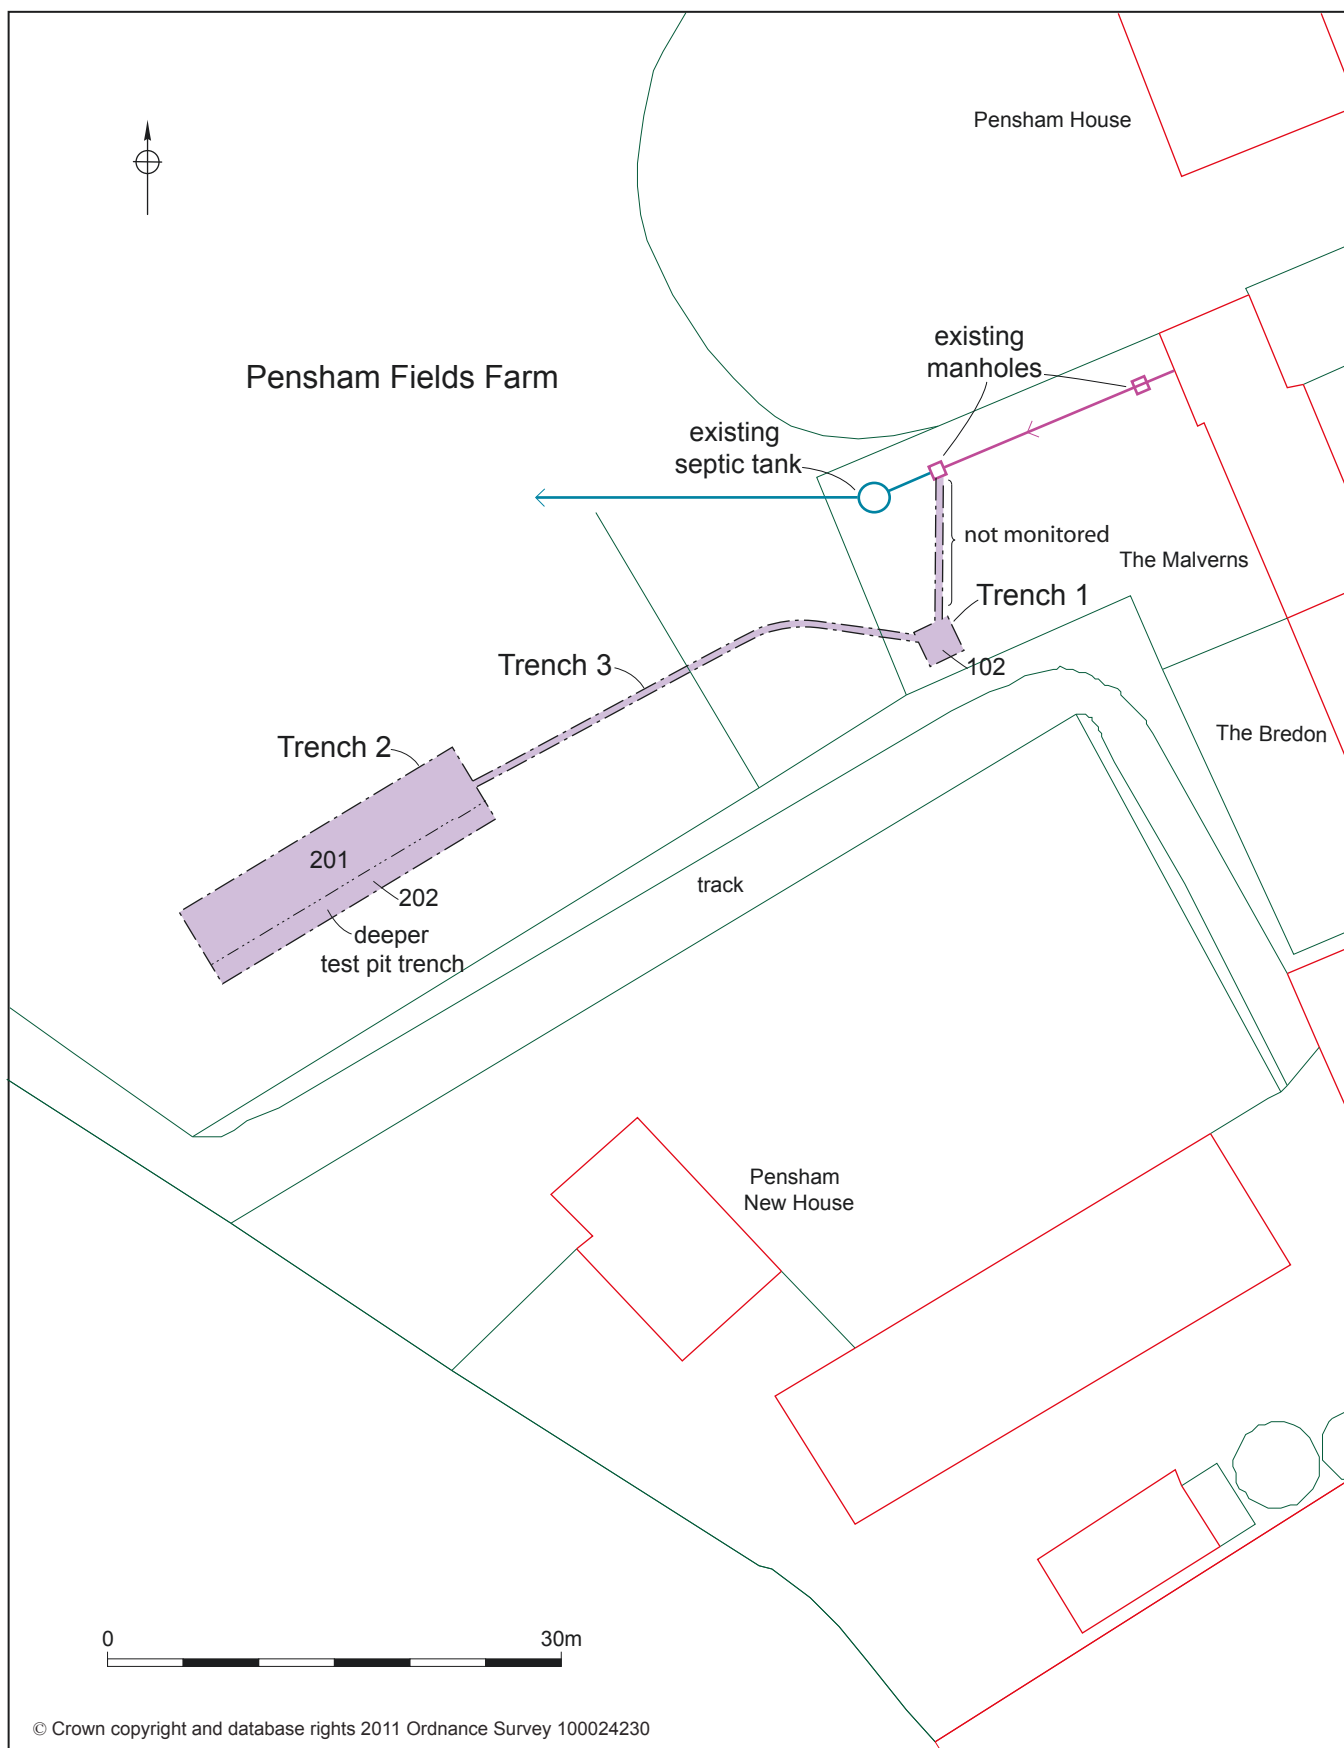 Pensham House
existing
manholes
Pensham Fields Farm
existing
septic tank
not monitored
The Malverns
Trench 1
102
Trench 3
The Bredon
Trench 2
201
202
track
deeper
test pit trench
Pensham
New House
0 30m
© Crown copyright and database rights 2011 Ordnance Survey 100024230